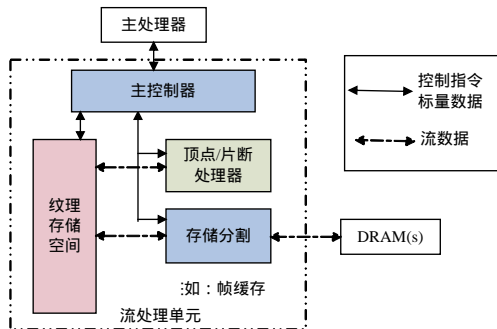 主处理器
主控制器
控制指令
标量数据
流数据
顶点/片断
处理器
纹理
存储
空间
存储分割
DRAM(s)
如：帧缓存
流处理单元